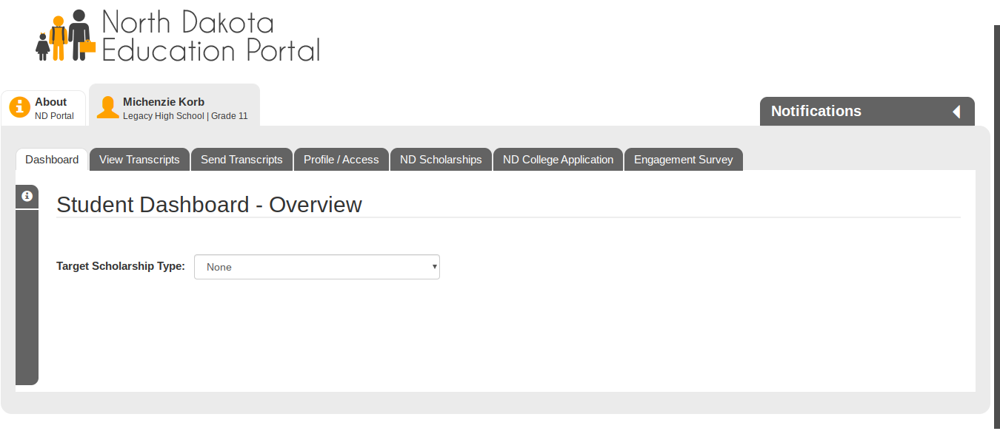 North Dakota
Education Portal
About
ND Portal
Michenzie Korb
Legacy High School | Grade 11
Notifications
Dashboard
View Transcripts
Send Transcripts
Profile / Access
ND Scholarships
ND College Application
Engagement Survey
Student Dashboard - Overview
Target Scholarship Type:
None